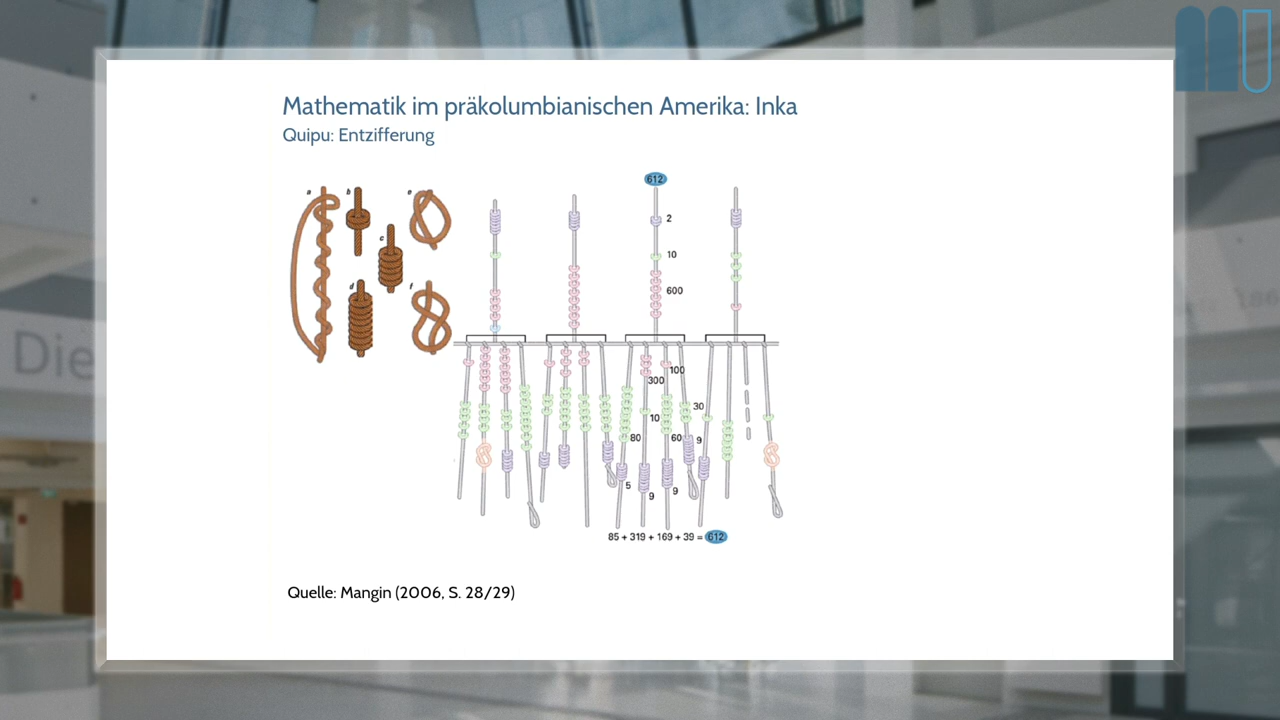 Mathematik im präkolumbianischen Amerika: Inka
Quipu: Entzifferung
a
b
c
d
e
f
612
2
10
600
100
300
30
10
80
60
9
5
9
9
85 + 319 + 169 + 39 = 612
Quelle: Mangin (2006, S. 28/29)
Die